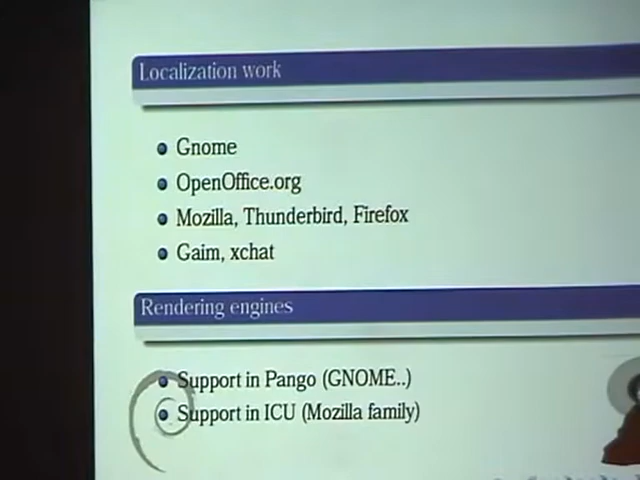 Localization work
Gnome
OpenOffice.org
Mozilla, Thunderbird, Firefox
Gaim, xchat
Rendering engines
Support in Pango (GNOME..)
Support in ICU (Mozilla family)